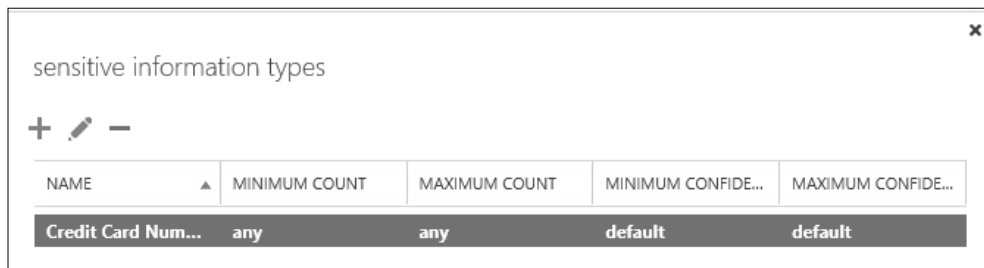 sensitive information types
NAME MINIMUM COUNT MAXIMUM COUNT MINIMUM CONFIDE... MAXIMUM CONFIDE...
Credit Card Num... any any default default